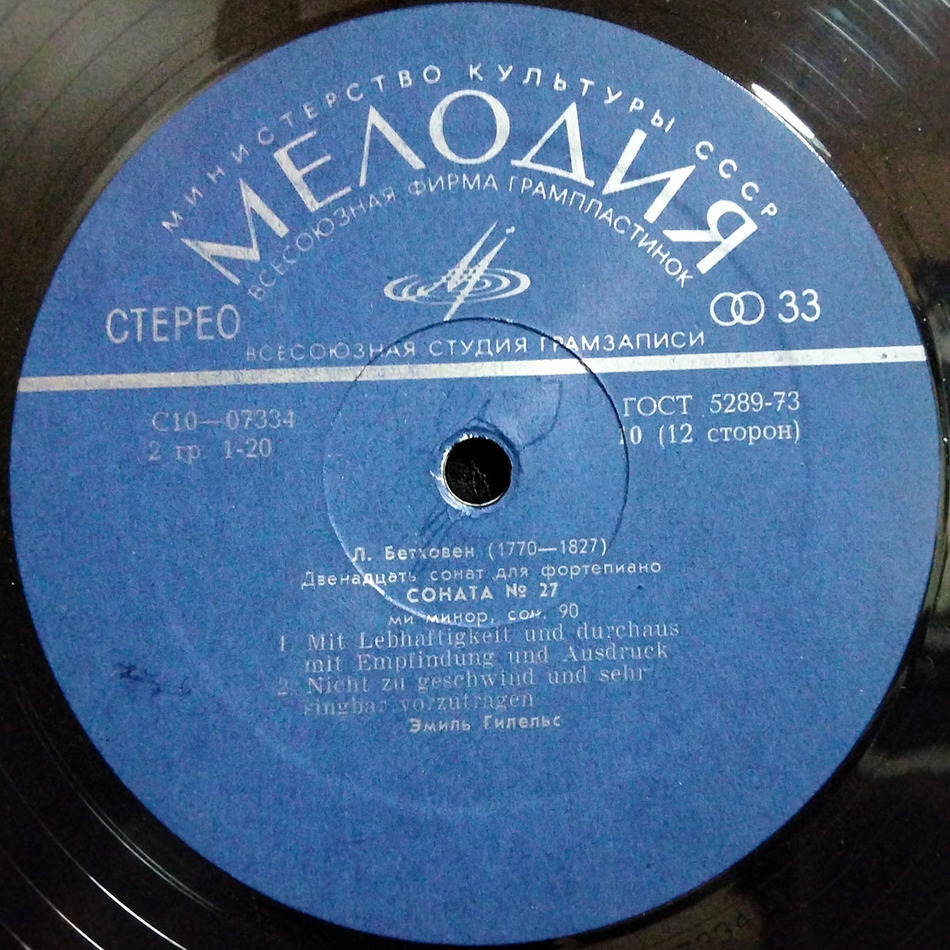 МИНИСТЕРСТВО КУЛЬТУРЫ СССР
МЕЛОДИЯ
ВСЕСОЮЗНАЯ ФИРМА ГРАМПЛАСТИНОК
СТЕРЕО
33
ВСЕСОЮЗНАЯ СТУДИЯ ГРАМЗАПИСИ
С10—07334
ГОСТ 5289-73
2 гр 1-20
10 (12 сторон)
Л. Бетховен (1770—1827)
Двенадцать сонат для фортепиано
СОНАТА № 27
ми минор, соч. 90
1 Mit Lebhaftigkeit und durchaus
mit Empfindung und Ausdruck
2. Nicht zu geschwind und sehr
singbar vorzutragen
Эмиль Гилельс